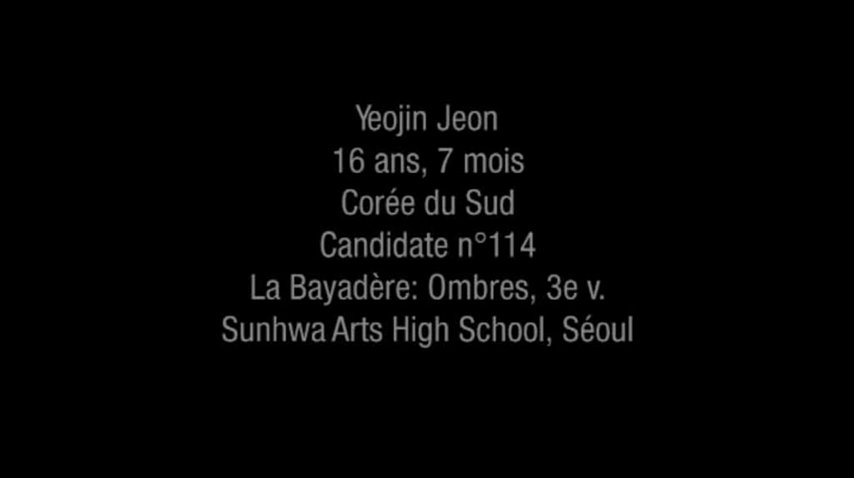 Yeojin Jeon
16 ans, 7 mois
Corée du Sud
Candidate n°114
La Bayadère: Ombres, 3e v.
Sunhwa Arts High School, Séoul